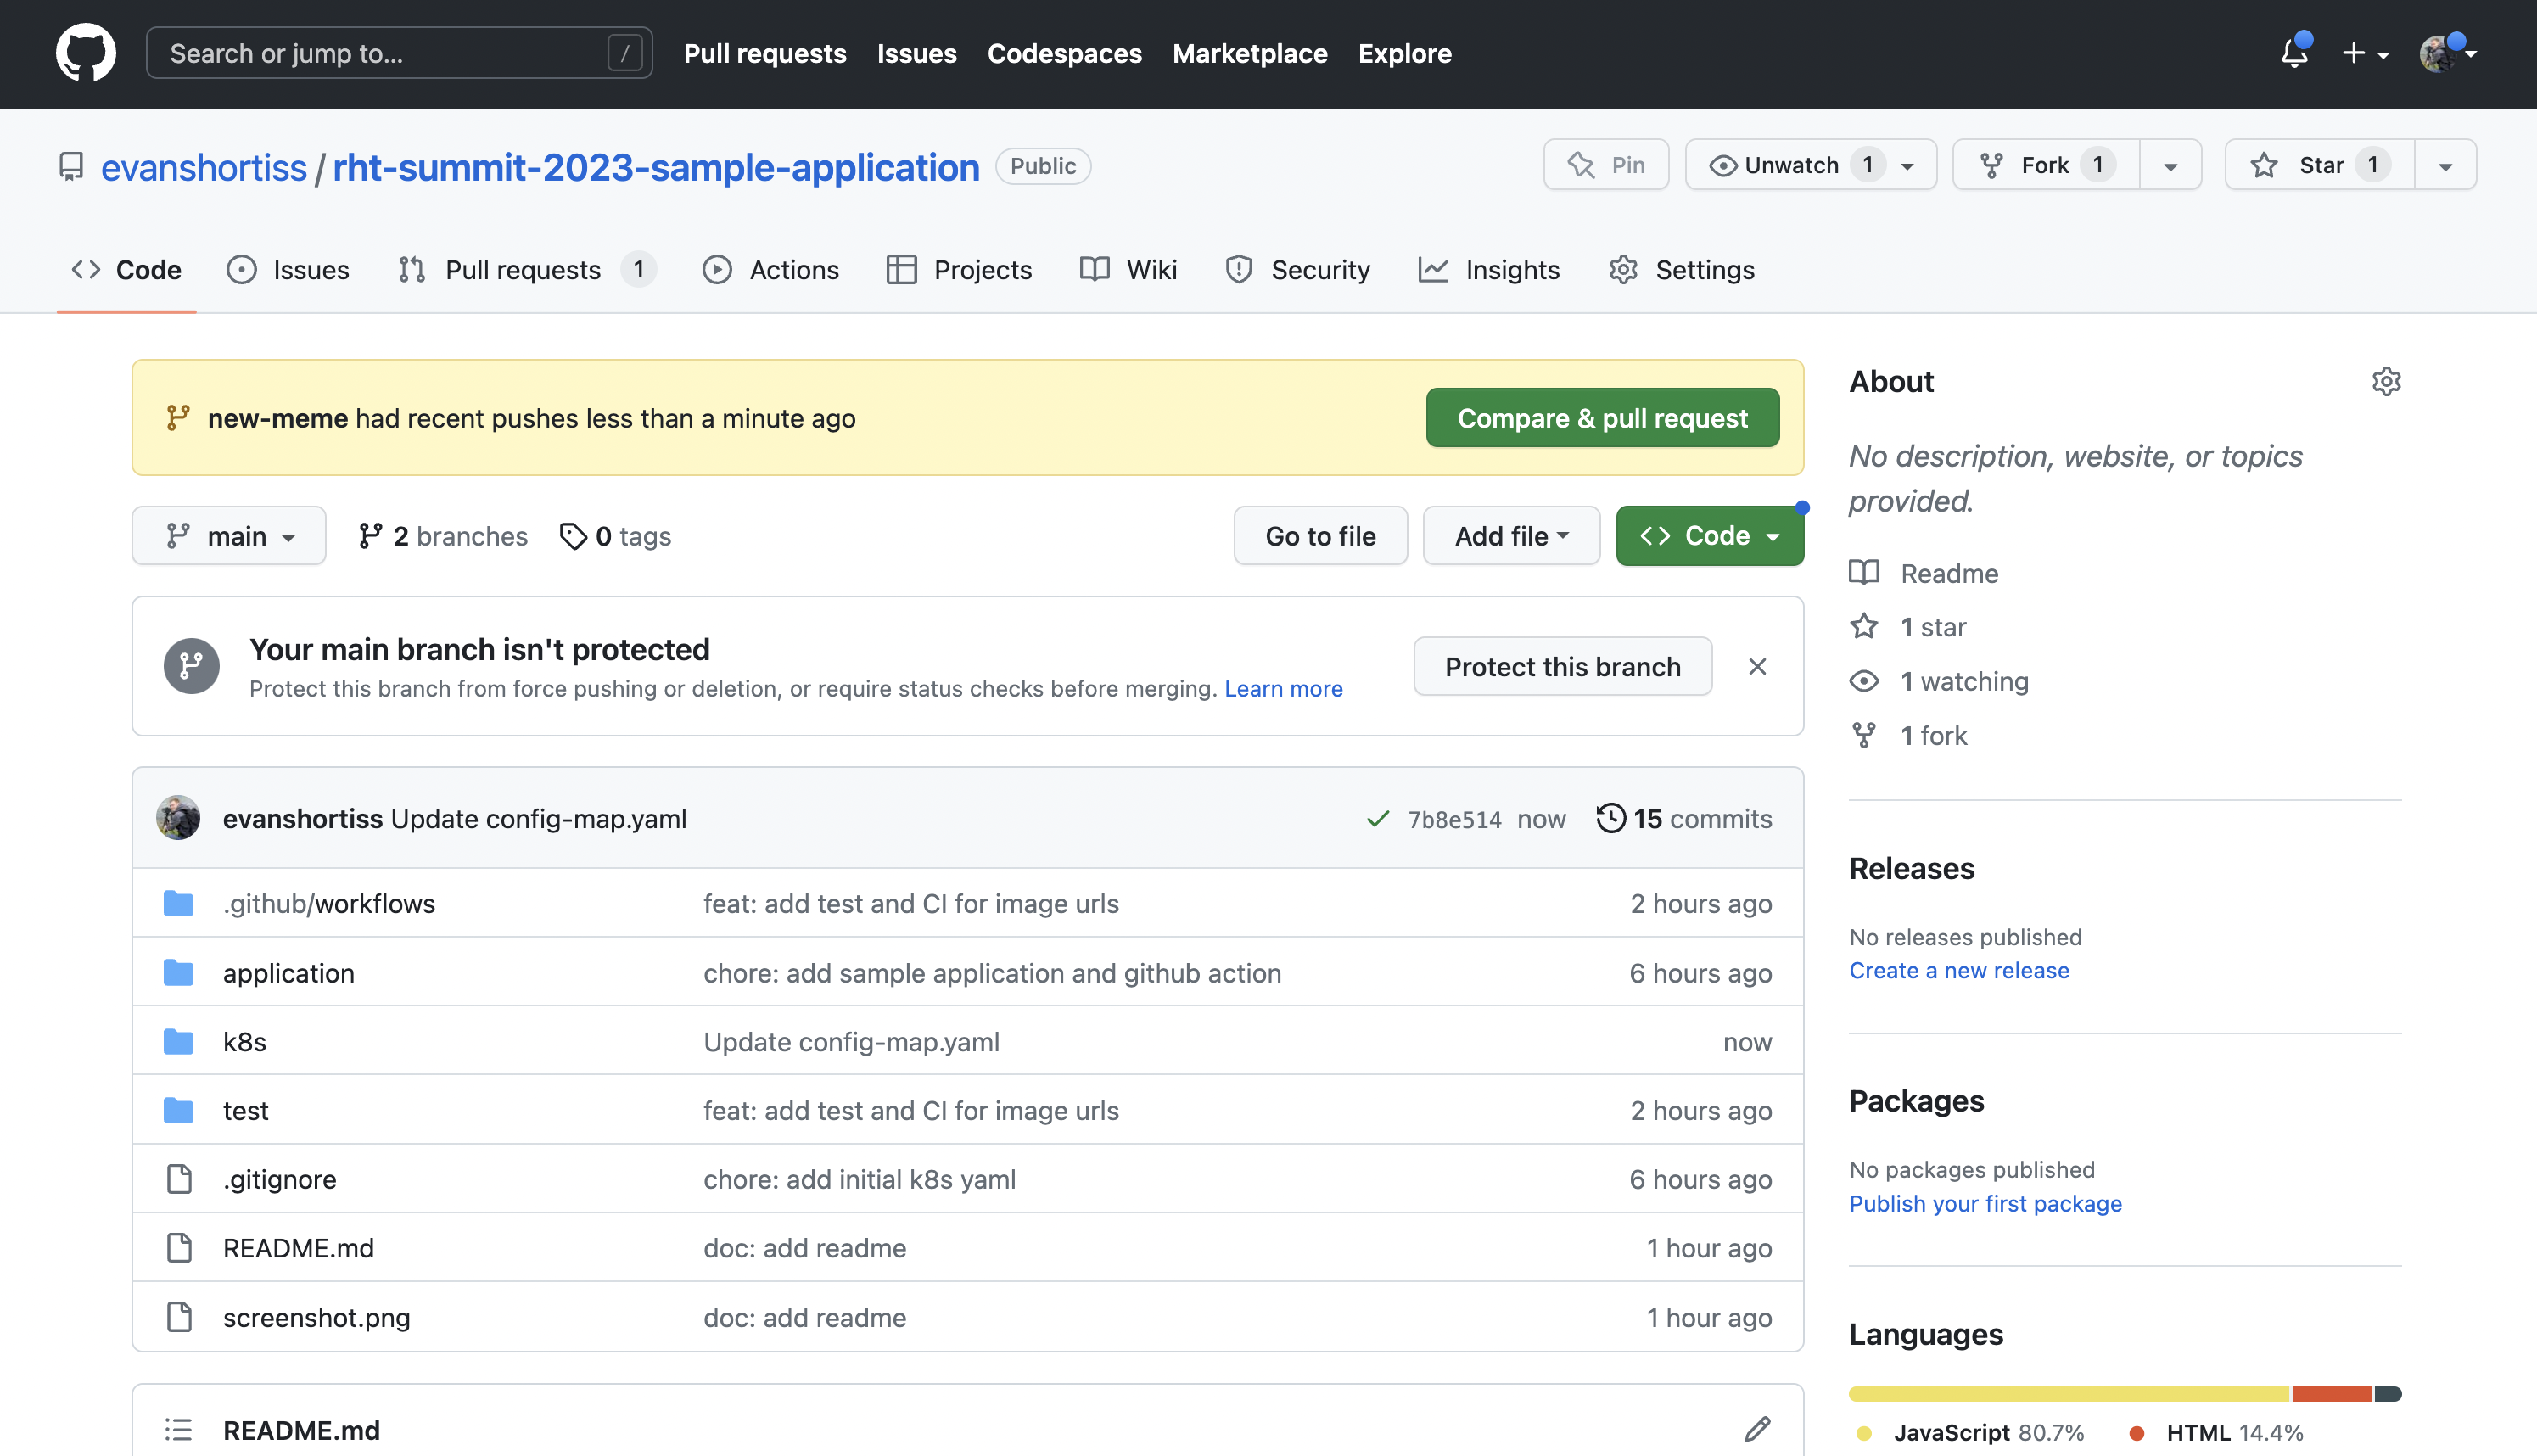 Search or jump to... /
Pull requests Issues Codespaces Marketplace Explore
evanshortiss / rht-summit-2023-sample-application Public
Pin Unwatch 1 Fork 1 Star 1
Code Issues Pull requests 1 Actions Projects Wiki Security Insights Settings
new-meme had recent pushes less than a minute ago
Compare & pull request
main 2 branches 0 tags
Go to file Add file Code
Your main branch isn't protected
Protect this branch from force pushing or deletion, or require status checks before merging. Learn more
Protect this branch
evanshortiss Update config-map.yaml 7b8e514 now 15 commits
.github/workflows feat: add test and CI for image urls 2 hours ago
application chore: add sample application and github action 6 hours ago
k8s Update config-map.yaml now
test feat: add test and CI for image urls 2 hours ago
.gitignore chore: add initial k8s yaml 6 hours ago
README.md doc: add readme 1 hour ago
screenshot.png doc: add readme 1 hour ago
README.md
About
No description, website, or topics
provided.
Readme
1 star
1 watching
1 fork
Releases
No releases published
Create a new release
Packages
No packages published
Publish your first package
Languages
JavaScript 80.7% HTML 14.4%